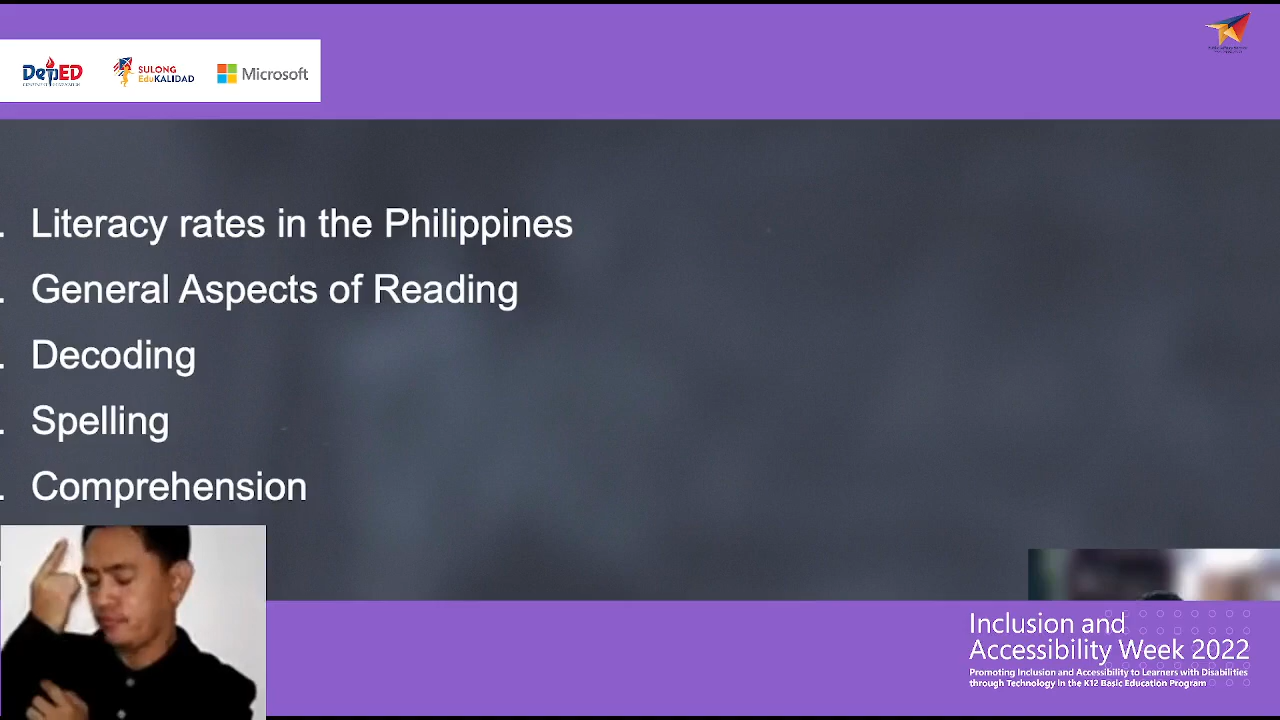 DepED
SULONG
EduKALIDAD
Microsoft
. Literacy rates in the Philippines
. General Aspects of Reading
. Decoding
. Spelling
. Comprehension
Inclusion and
Accessibility Week 2022
Promoting Inclusion and Accessibility to Learners with Disabilities
through Technology in the K12 Basic Education Program